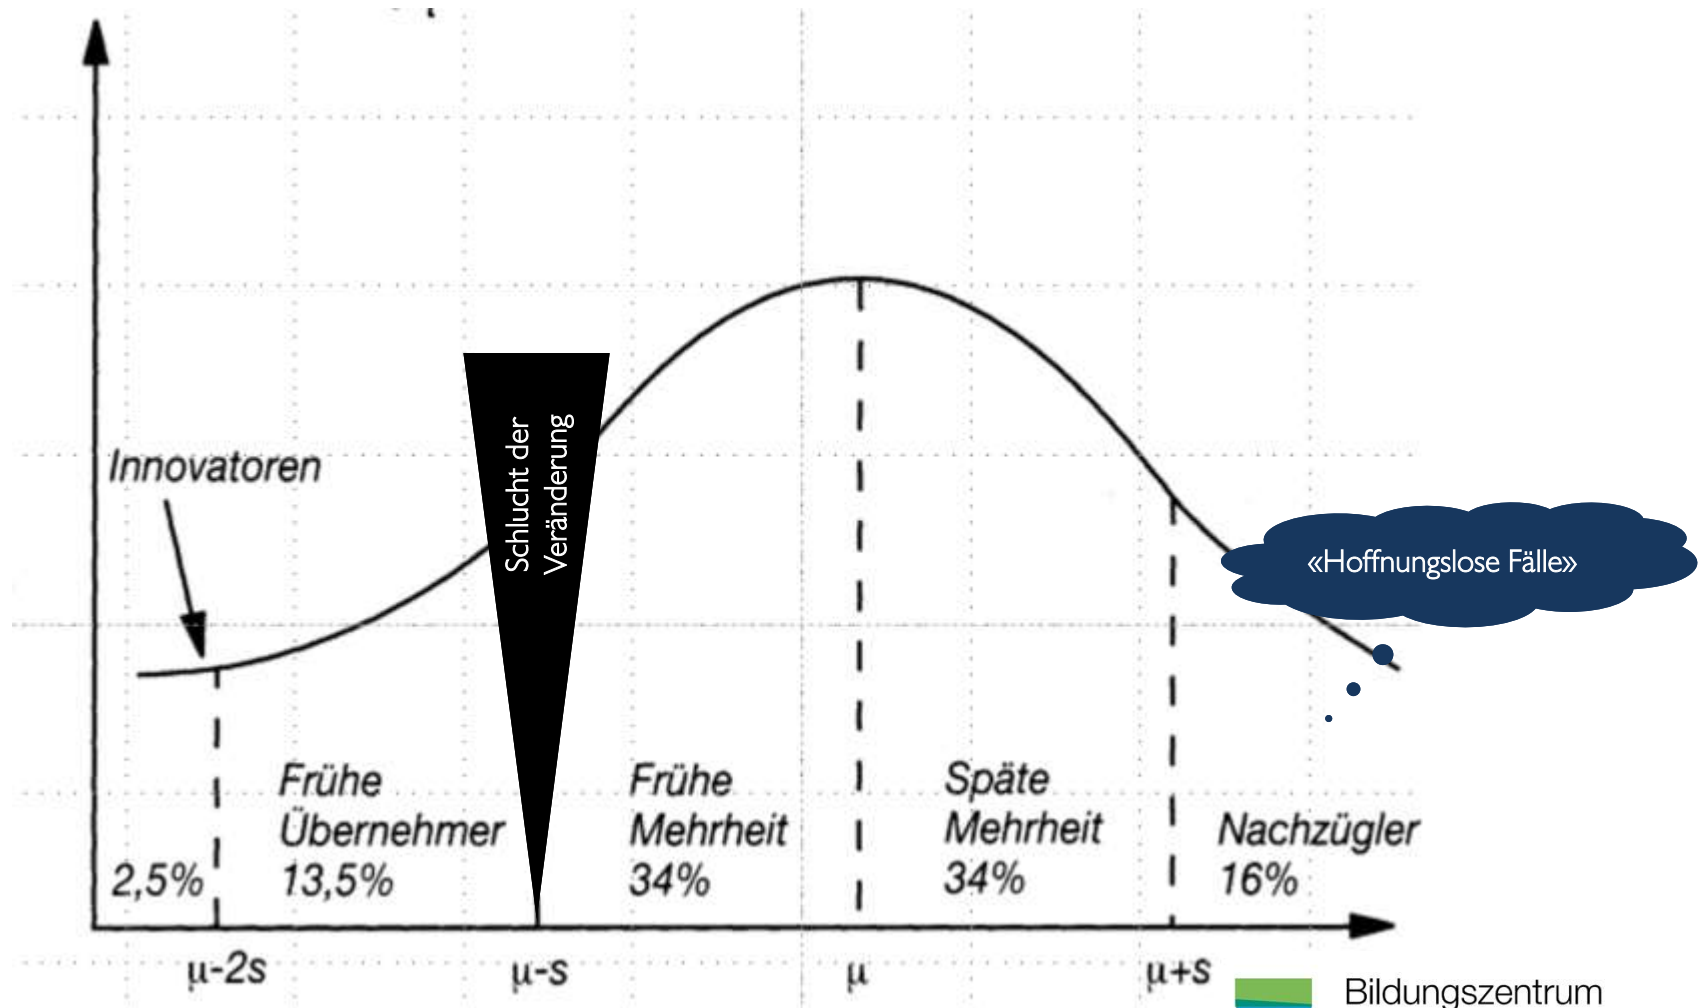 Innovatoren
Schlucht der
Veränderung
«Hoffnungslose Fälle»
2,5%
Frühe
Übernehmer
13,5%
Frühe
Mehrheit
34%
Späte
Mehrheit
34%
Nachzügler
16%
μ-2s
μ-s
μ
μ+s
Bildungszentrum